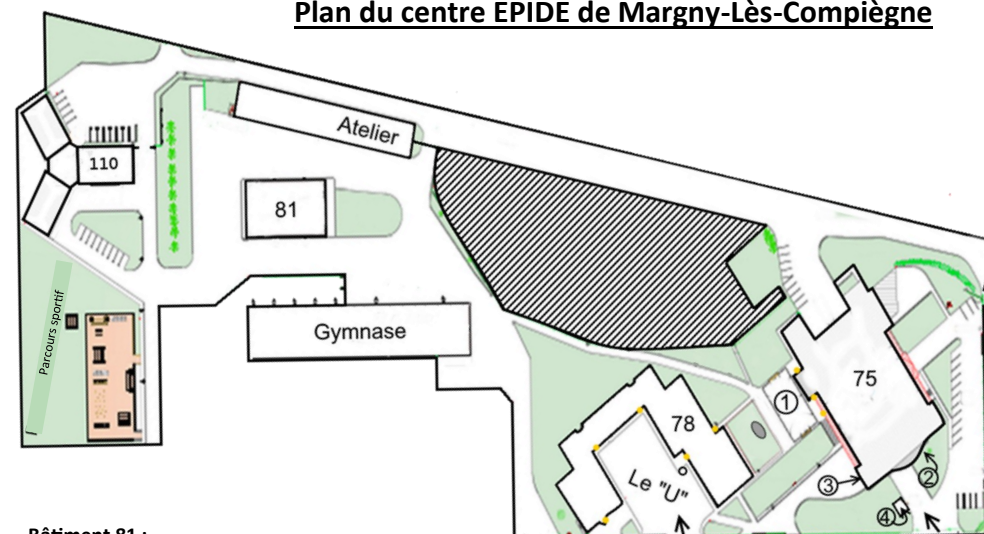 Plan du centre EPIDE de Margny-Lès-Compiègne
Atelier
110
81
Parcours sportif
Gymnase
75
①
78
Le "U"
②
③
④
Bâtiment 81 :